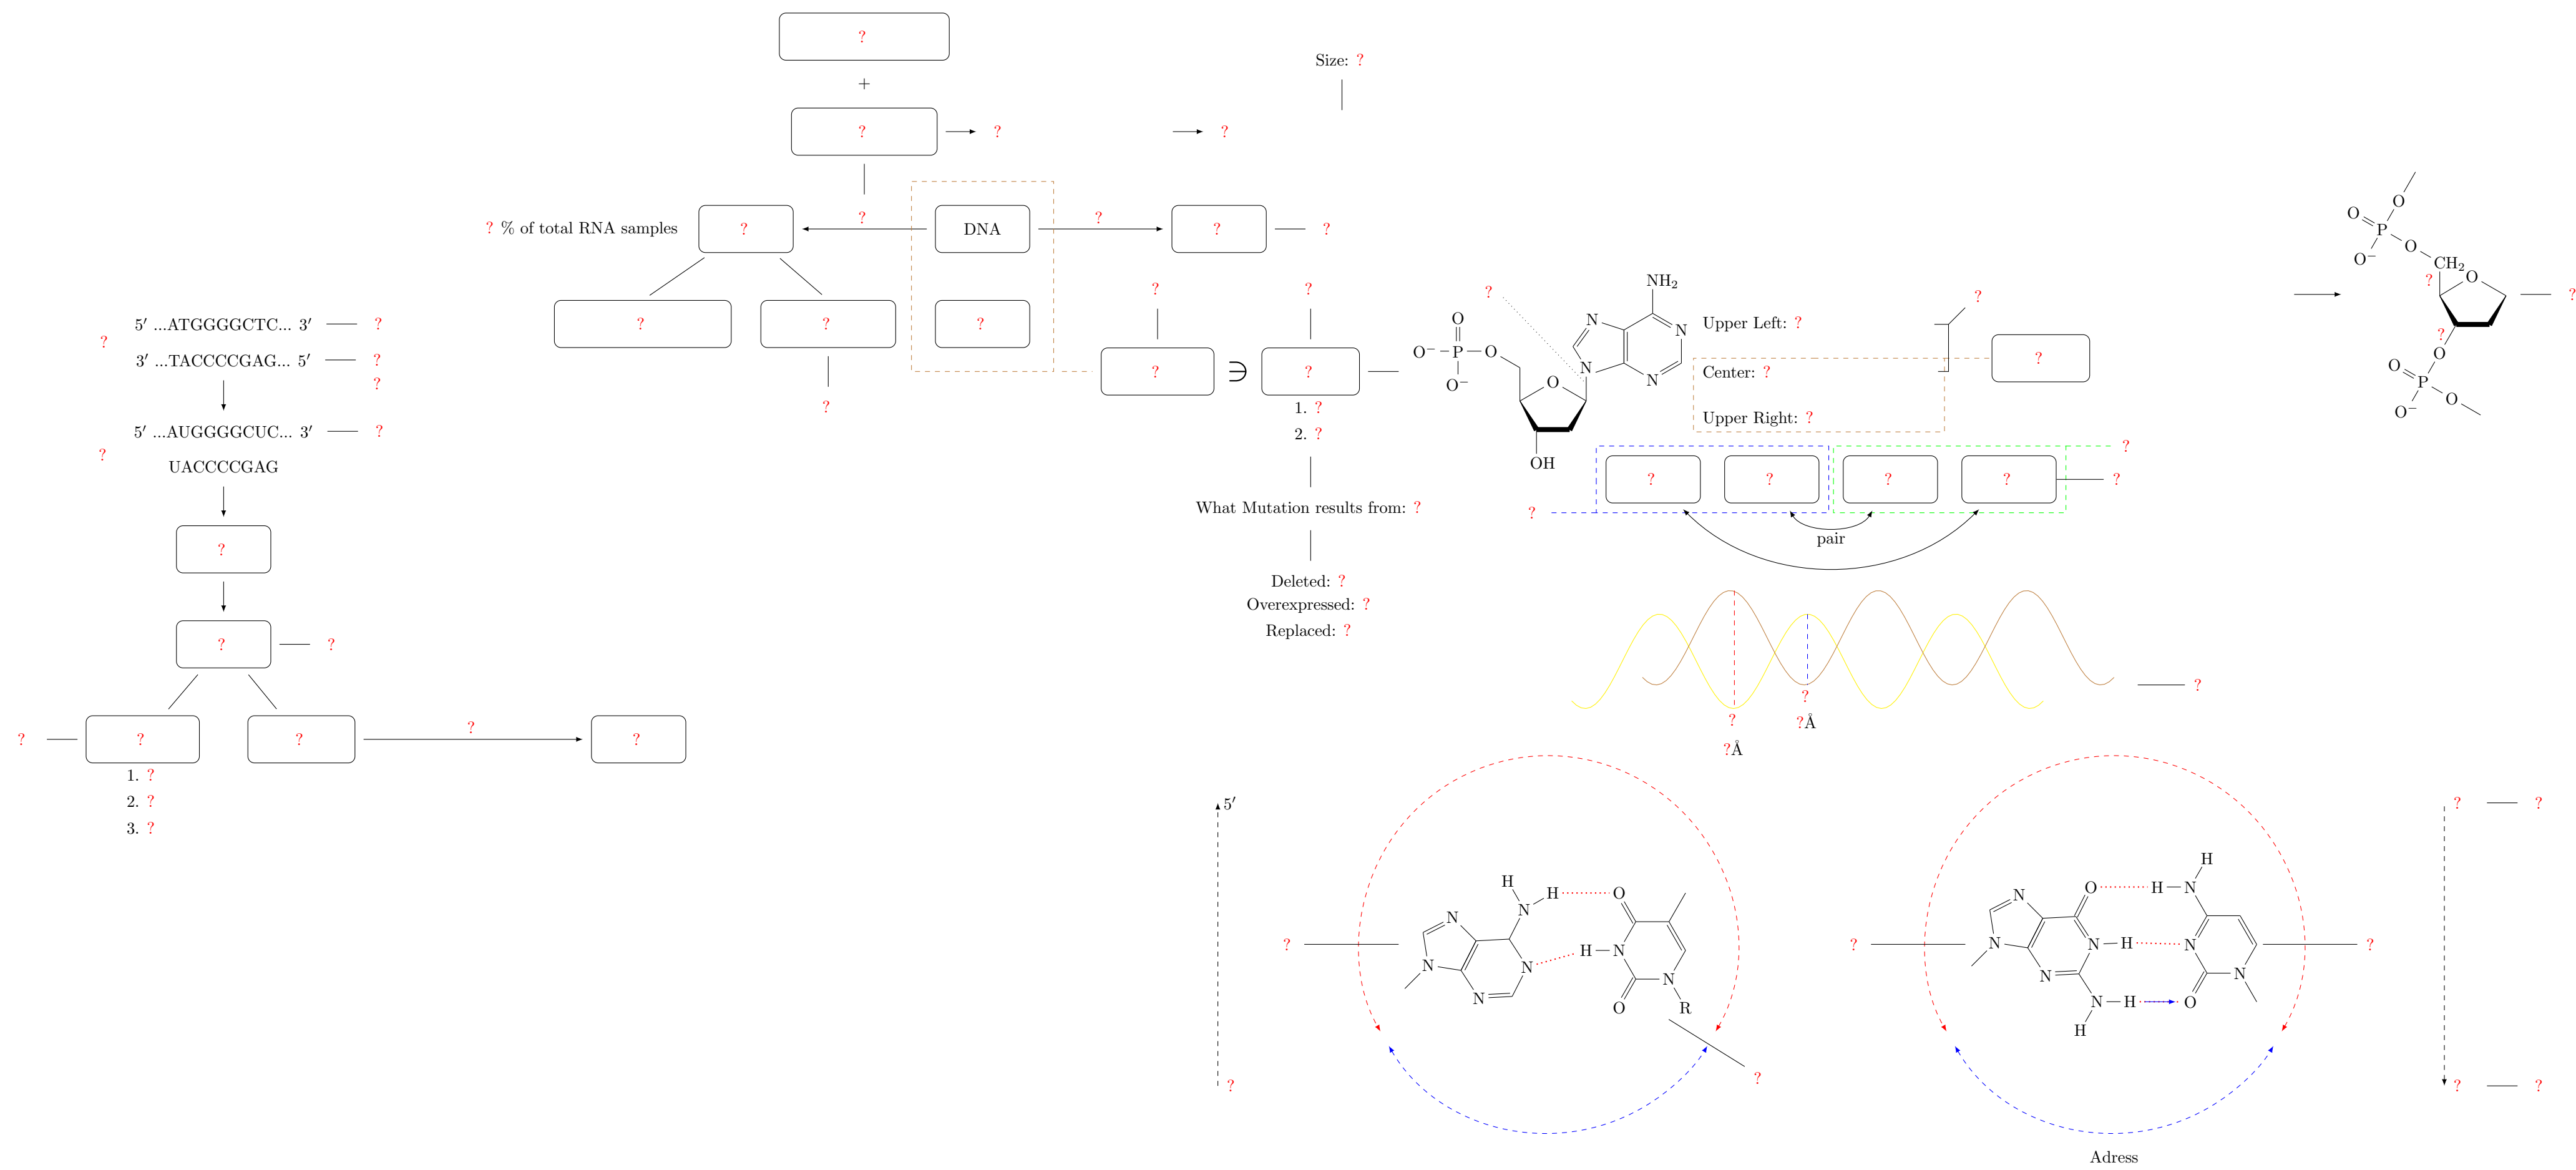 ?
+
Size: ?
?
?
?
? % of total RNA samples
?
?
DNA
?
?
?
?
?
?
?
?
1. ?
2. ?
What Mutation results from: ?
Deleted: ?
Overexpressed: ?
Replaced: ?
?
?
?
∋
?
?
5′ ...ATGGGGCTC... 3′ ?
?
3′ ...TACCCCGAG... 5′ ?
?
5′ ...AUGGGGCUC... 3′ ?
?
UACCCCGAG
?
? ?
? ? ? ? ?
1. ?
2. ?
3. ?
?
NH₂
N
N
N
N
O
O⁻ P O
O⁻
O
OH
Upper Left: ?
Center: ?
Upper Right: ?
?
?
? ? ? ?
?
?
?
pair
O
O P
O
O⁻
CH₂
?
O
?
?
O
O P
O
O⁻
?
?
?Å
?
?Å
5′
?
?
H
H O
N
N
N
H N
N
N
O
R
?
?
H
O H N
N
N
N H N
N
N
N H O
H
?
Adress
? ?
? ?